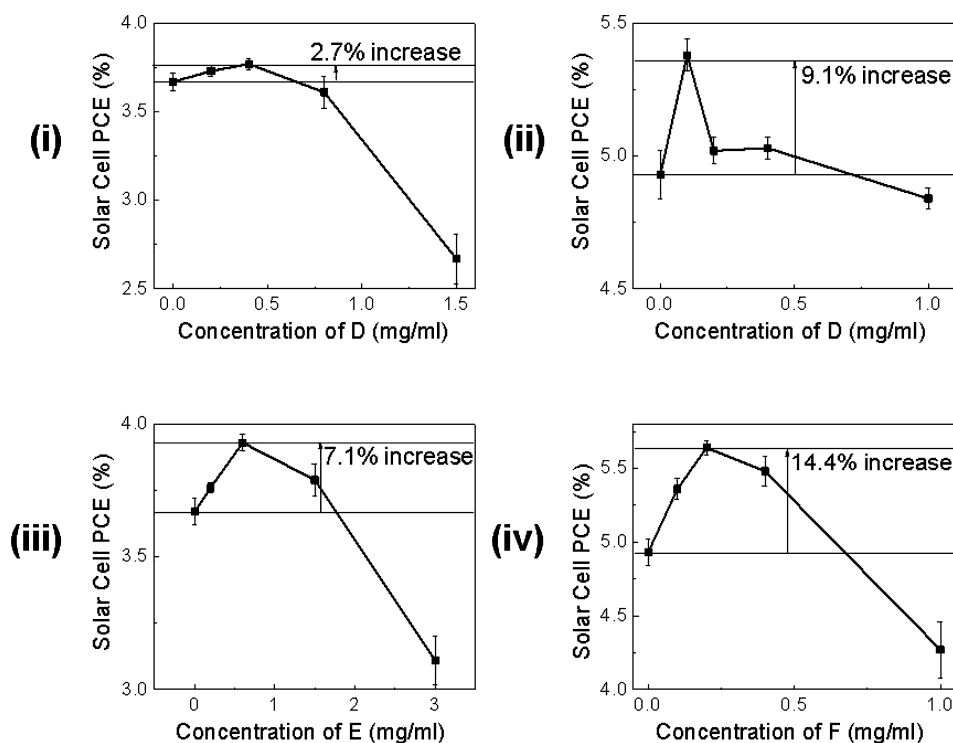 (i)
Solar Cell PCE (%)
4.0
3.5
3.0
2.5
2.7% increase
0.0 0.5 1.0 1.5
Concentration of D (mg/ml)
(ii)
Solar Cell PCE (%)
5.5
5.0
4.5
9.1% increase
0.0 0.5 1.0
Concentration of D (mg/ml)
(iii)
Solar Cell PCE (%)
4.0
3.5
3.0
7.1% increase
0 1 2 3
Concentration of E (mg/ml)
(iv)
Solar Cell PCE (%)
5.5
5.0
4.5
4.0
14.4% increase
0.0 0.5 1.0
Concentration of F (mg/ml)